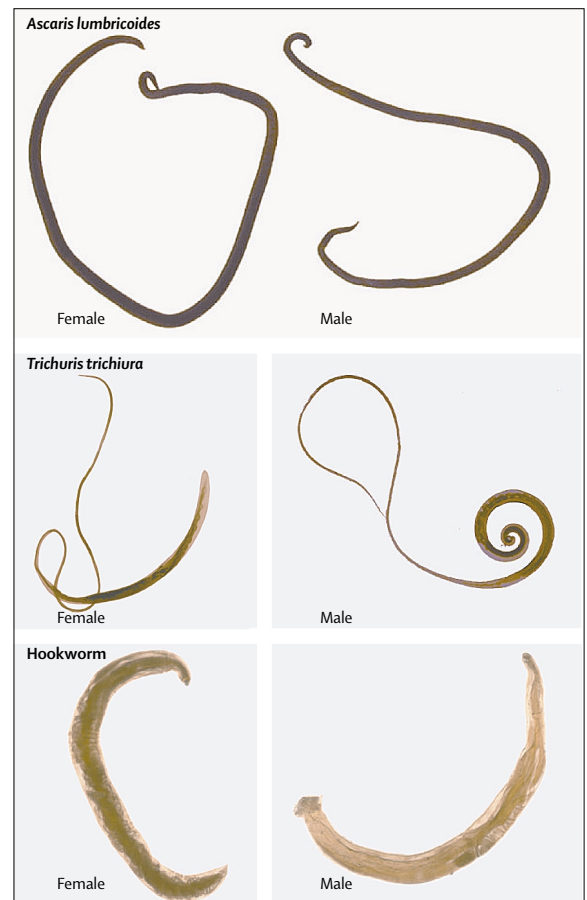 Ascaris lumbricoides
Female
Male
Trichuris trichiura
Female
Male
Hookworm
Female
Male